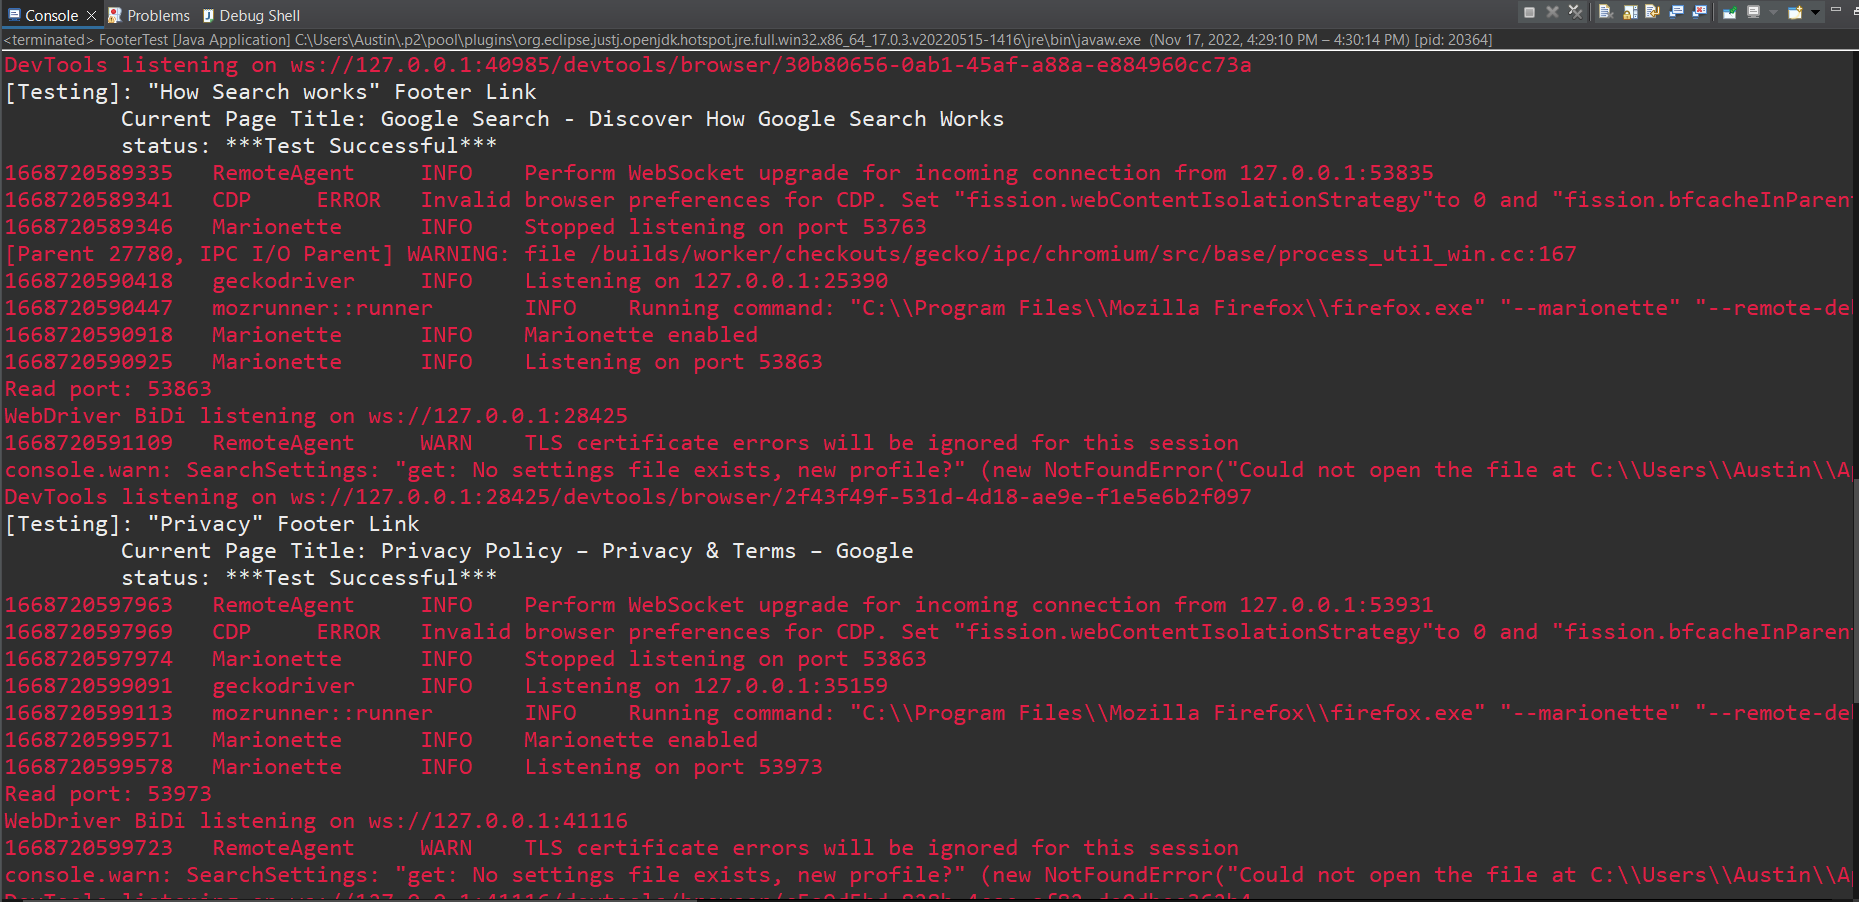 Console Problems Debug Shell
<terminated> FooterTest [Java Application] C:\Users\Austin\.p2\pool\plugins\org.eclipse.justj.openjdk.hotspot.jre.full.win32.x86_64_17.0.3.v20220515-1416\jre\bin\javaw.exe (Nov 17, 2022, 4:29:10 PM – 4:30:14 PM) [pid: 20364]
DevTools listening on ws://127.0.0.1:40985/devtools/browser/30b80656-0ab1-45af-a88a-e884960cc73a
[Testing]: "How Search works" Footer Link
Current Page Title: Google Search - Discover How Google Search Works
status: ***Test Successful***
1668720589335 RemoteAgent INFO Perform WebSocket upgrade for incoming connection from 127.0.0.1:53835
1668720589341 CDP ERROR Invalid browser preferences for CDP. Set "fission.webContentIsolationStrategy"to 0 and "fission.bfcacheInParent
1668720589346 Marionette INFO Stopped listening on port 53763
[Parent 27780, IPC I/O Parent] WARNING: file /builds/worker/checkouts/gecko/ipc/chromium/src/base/process_util_win.cc:167
1668720590418 geckodriver INFO Listening on 127.0.0.1:25390
1668720590447 mozrunner::runner INFO Running command: "C:\\Program Files\\Mozilla Firefox\\firefox.exe" "--marionette" "--remote-de
1668720590918 Marionette INFO Marionette enabled
1668720590925 Marionette INFO Listening on port 53863
Read port: 53863
WebDriver BiDi listening on ws://127.0.0.1:28425
1668720591109 RemoteAgent WARN TLS certificate errors will be ignored for this session
console.warn: SearchSettings: "get: No settings file exists, new profile?" (new NotFoundError("Could not open the file at C:\\Users\\Austin\\Ap
DevTools listening on ws://127.0.0.1:28425/devtools/browser/2f43f49f-531d-4d18-ae9e-f1e5e6b2f097
[Testing]: "Privacy" Footer Link
Current Page Title: Privacy Policy – Privacy & Terms – Google
status: ***Test Successful***
1668720597963 RemoteAgent INFO Perform WebSocket upgrade for incoming connection from 127.0.0.1:53931
1668720597969 CDP ERROR Invalid browser preferences for CDP. Set "fission.webContentIsolationStrategy"to 0 and "fission.bfcacheInParent
1668720597974 Marionette INFO Stopped listening on port 53863
1668720599091 geckodriver INFO Listening on 127.0.0.1:35159
1668720599113 mozrunner::runner INFO Running command: "C:\\Program Files\\Mozilla Firefox\\firefox.exe" "--marionette" "--remote-de
1668720599571 Marionette INFO Marionette enabled
1668720599578 Marionette INFO Listening on port 53973
Read port: 53973
WebDriver BiDi listening on ws://127.0.0.1:41116
1668720599723 RemoteAgent WARN TLS certificate errors will be ignored for this session
console.warn: SearchSettings: "get: No settings file exists, new profile?" (new NotFoundError("Could not open the file at C:\\Users\\Austin\\Ap
DevTools listening on